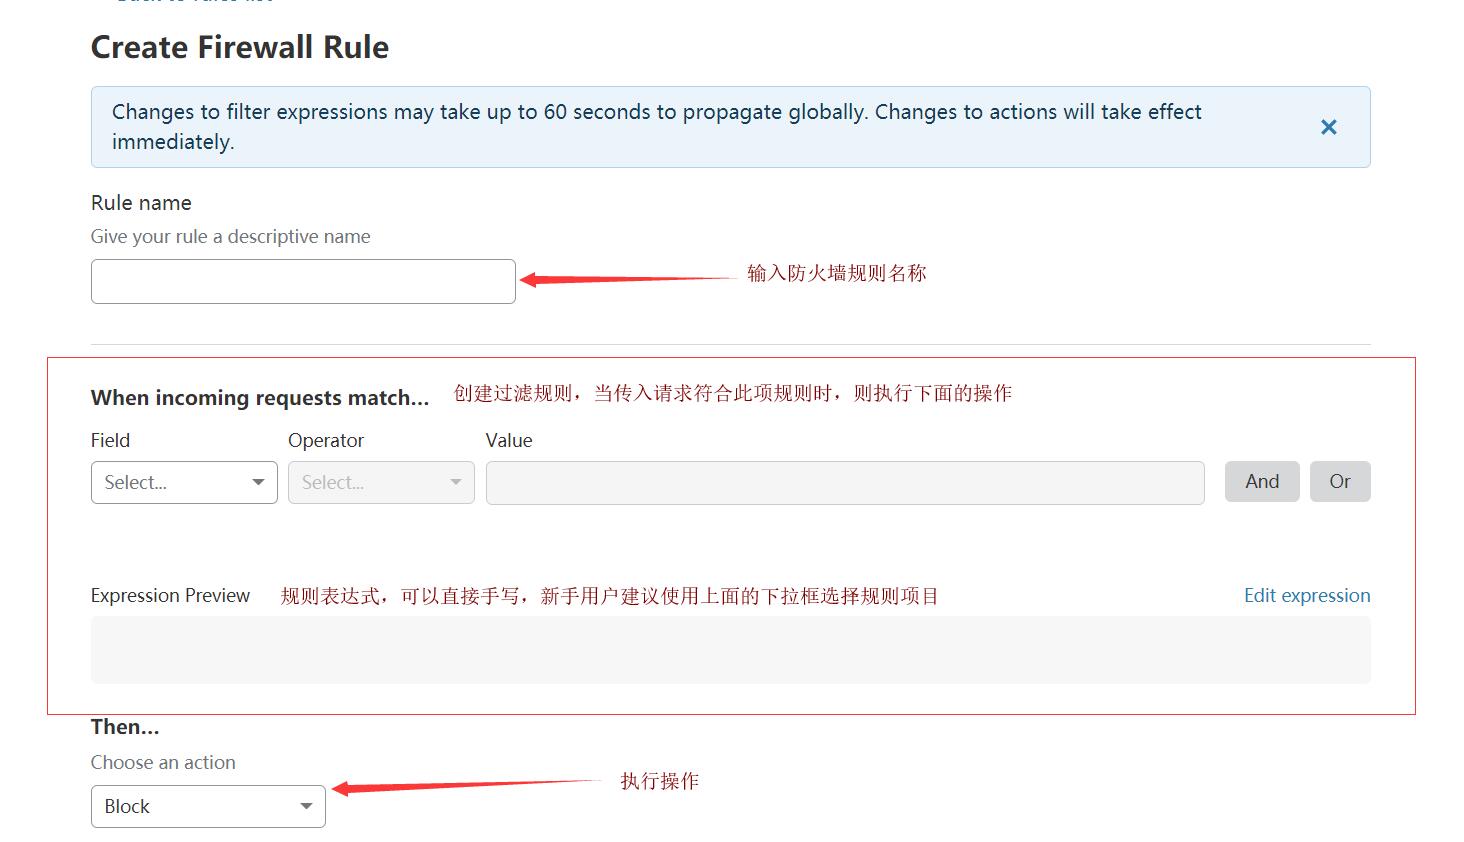 Create Firewall Rule
Changes to filter expressions may take up to 60 seconds to propagate globally. Changes to actions will take effect
immediately.
Rule name
Give your rule a descriptive name
输入防火墙规则名称
When incoming requests match... 创建过滤规则，当传入请求符合此项规则时，则执行下面的操作
Field Operator Value
Select... Select... And Or
Expression Preview 规则表达式，可以直接手写，新手用户建议使用上面的下拉框选择规则项目 Edit expression
Then...
Choose an action
执行操作
Block